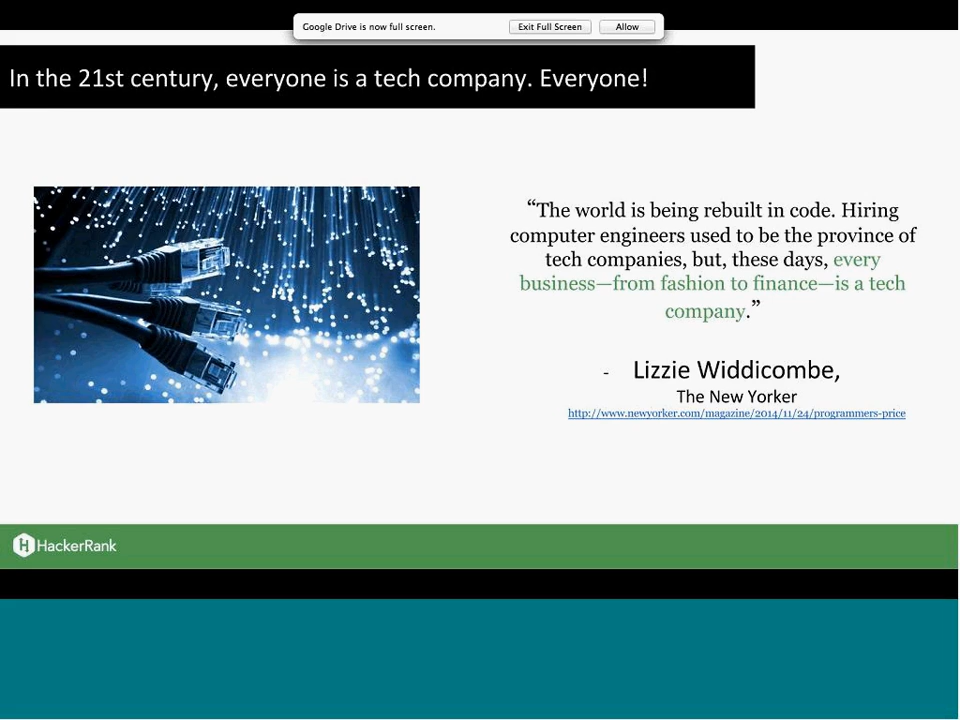 Google Drive is now full screen. Exit Full Screen Allow
In the 21st century, everyone is a tech company. Everyone!
“The world is being rebuilt in code. Hiring
computer engineers used to be the province of
tech companies, but, these days, every
business—from fashion to finance—is a tech
company.”
- Lizzie Widdicombe,
The New Yorker
http://www.newyorker.com/magazine/2014/11/24/programmers-price
HackerRank